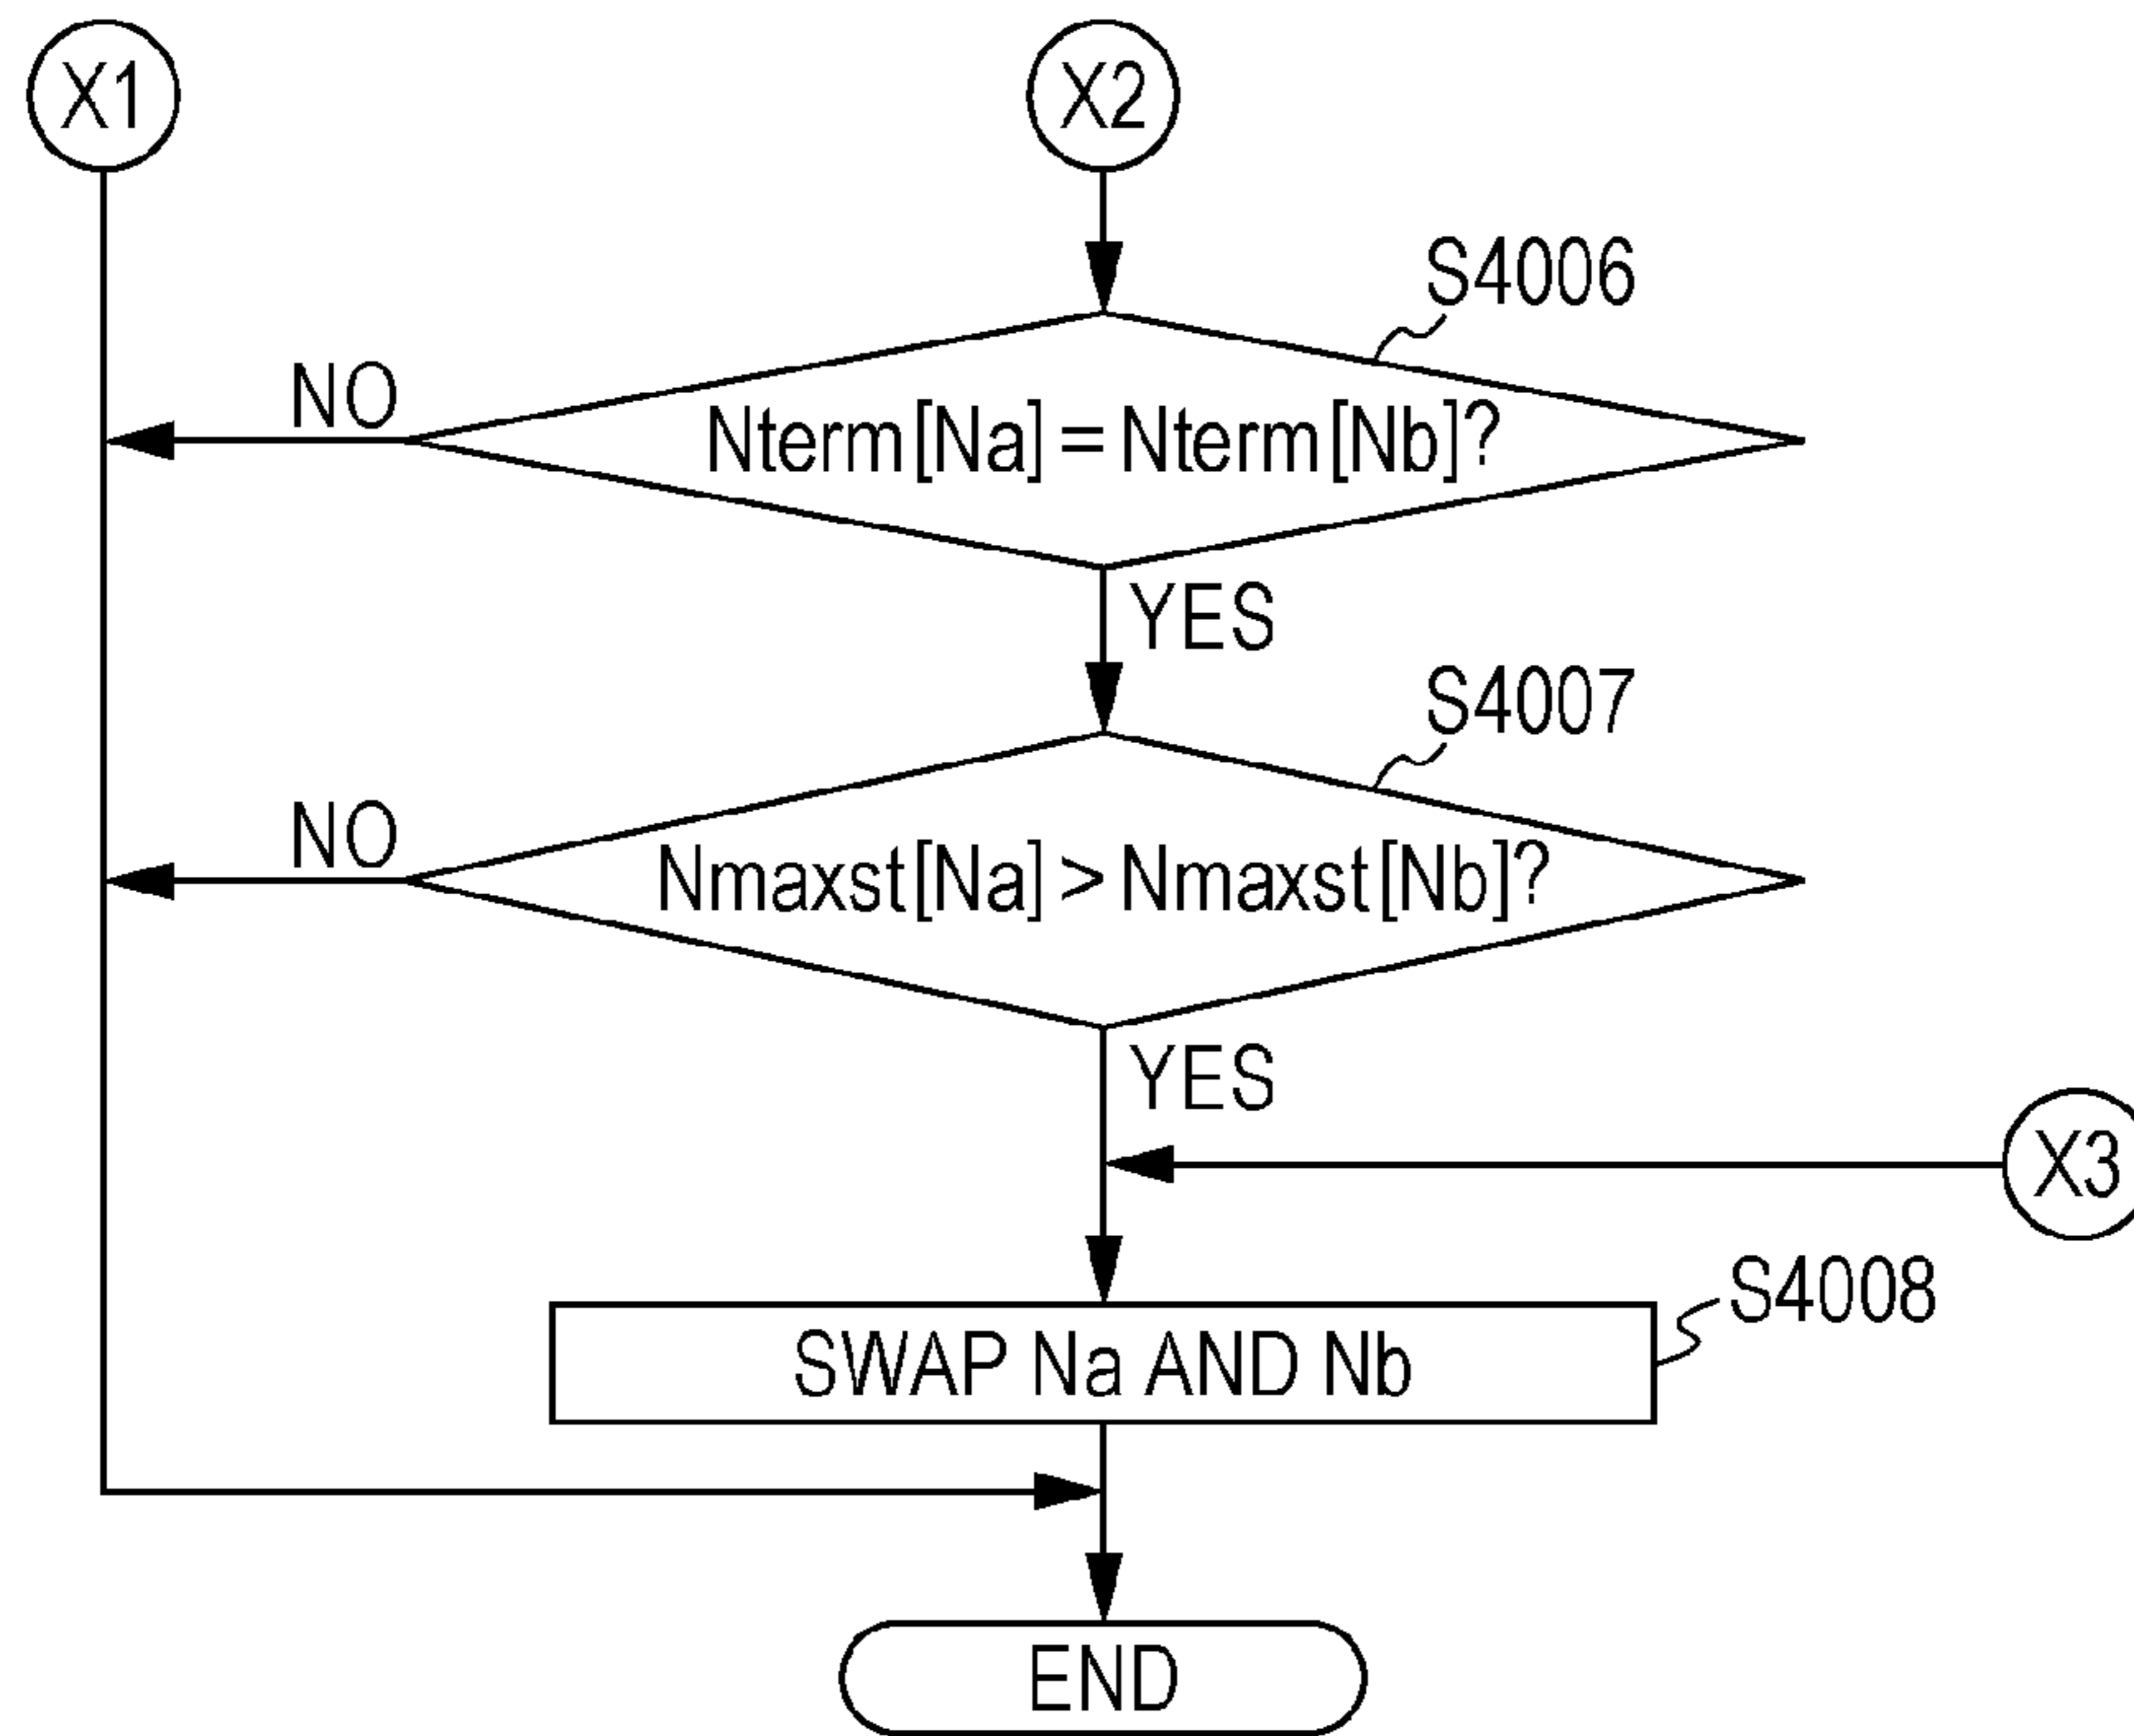 X1
X2
S4006
NO
Nterm[Na] = Nterm[Nb]?
YES
S4007
NO
Nmaxst[Na] > Nmaxst[Nb]?
YES
X3
S4008
SWAP Na AND Nb
END